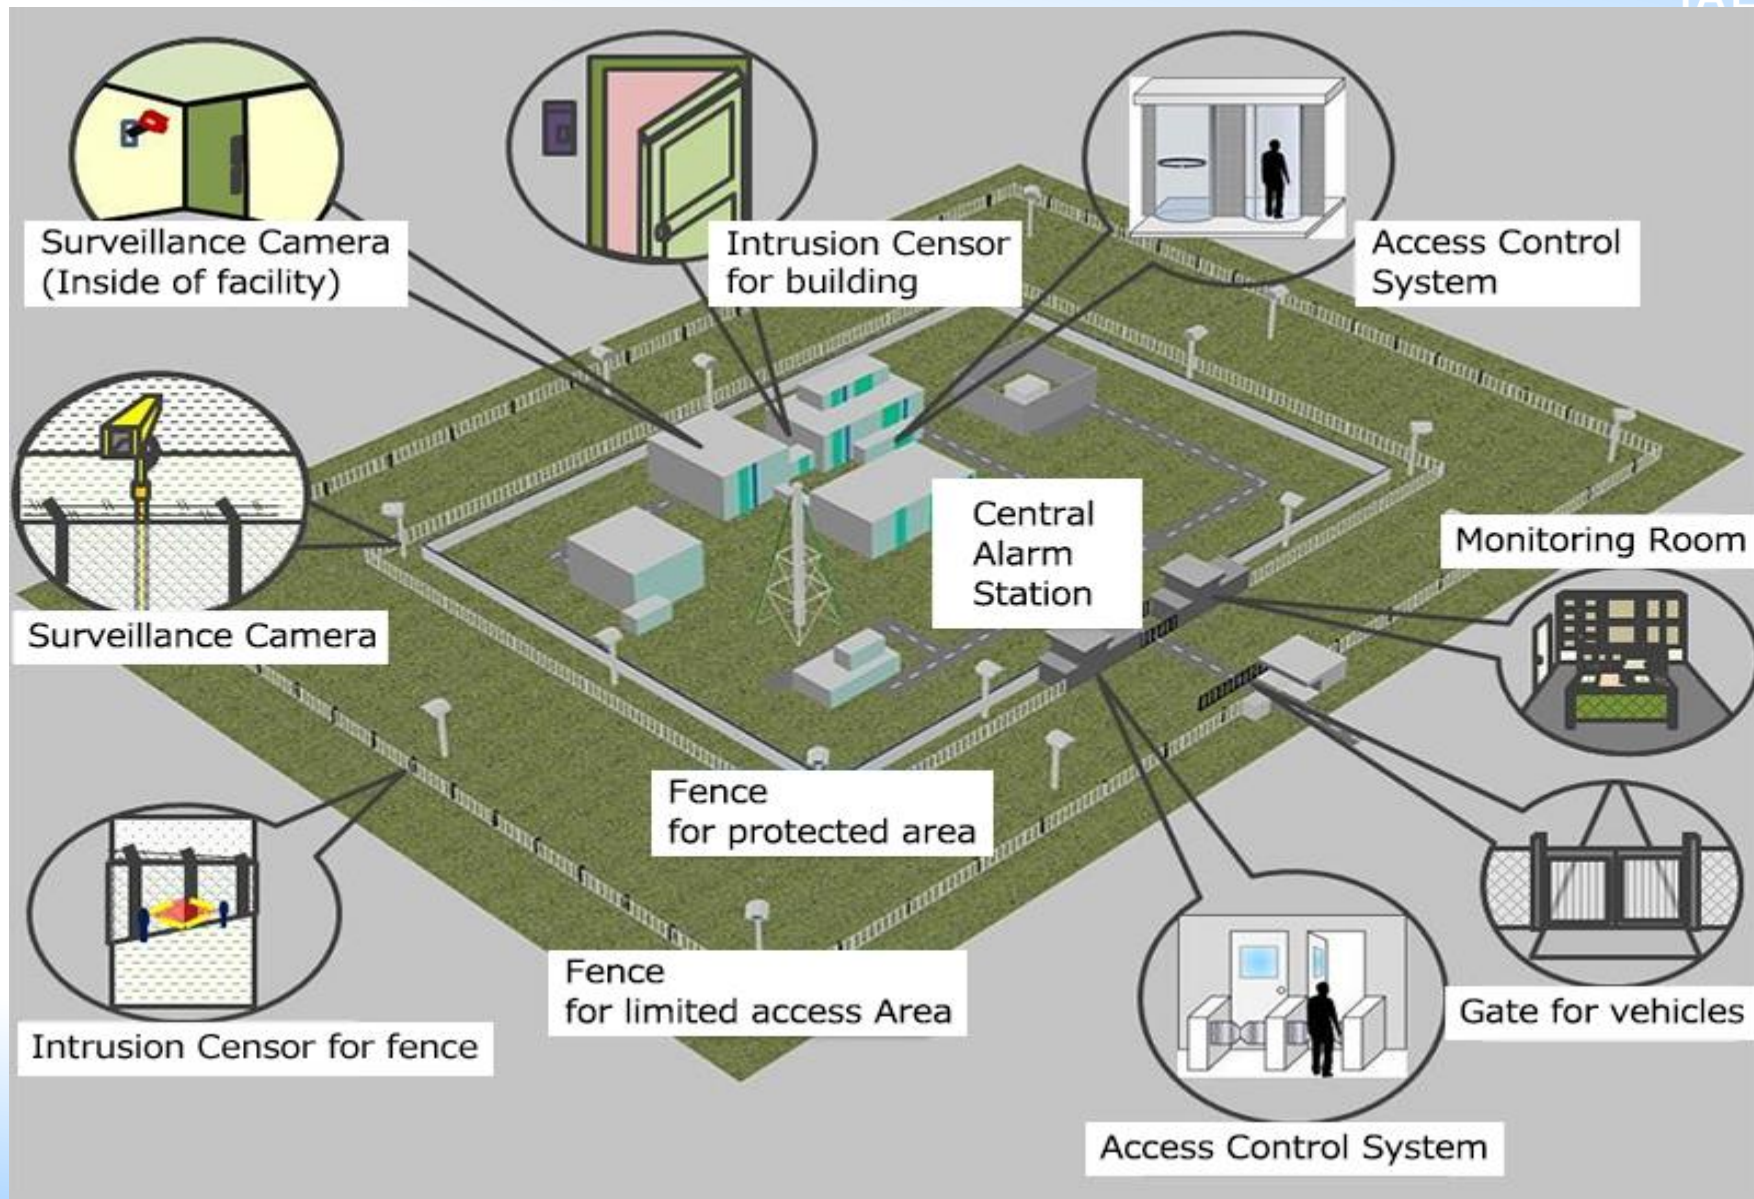 Surveillance Camera
(Inside of facility)
Intrusion Censor
for building
Access Control
System
Central
Alarm
Station
Monitoring Room
Surveillance Camera
Fence
for protected area
Fence
for limited access Area
Gate for vehicles
Intrusion Censor for fence
Access Control System